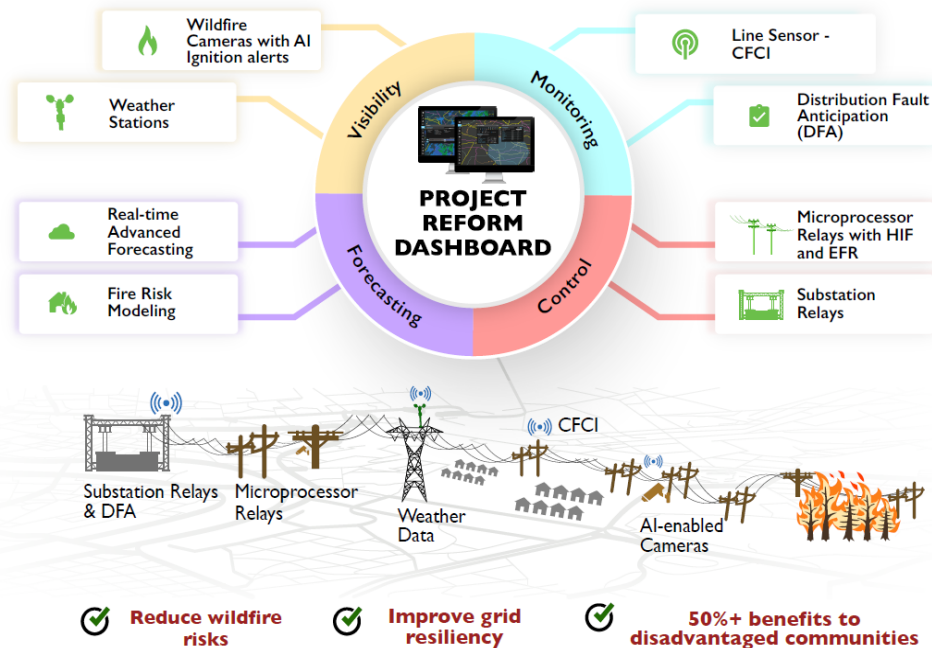 Wildfire
Cameras with AI
Ignition alerts
Weather
Stations
Real-time
Advanced
Forecasting
Fire Risk
Modeling
Visibility
Monitoring
Forecasting
Control
PROJECT
REFORM
DASHBOARD
Line Sensor -
CFCI
Distribution Fault
Anticipation
(DFA)
Microprocessor
Relays with HIF
and EFR
Substation
Relays
Substation Relays
& DFA
Microprocessor
Relays
Weather
Data
CFCI
AI-enabled
Cameras
Reduce wildfire
risks
Improve grid
resiliency
50%+ benefits to
disadvantaged communities